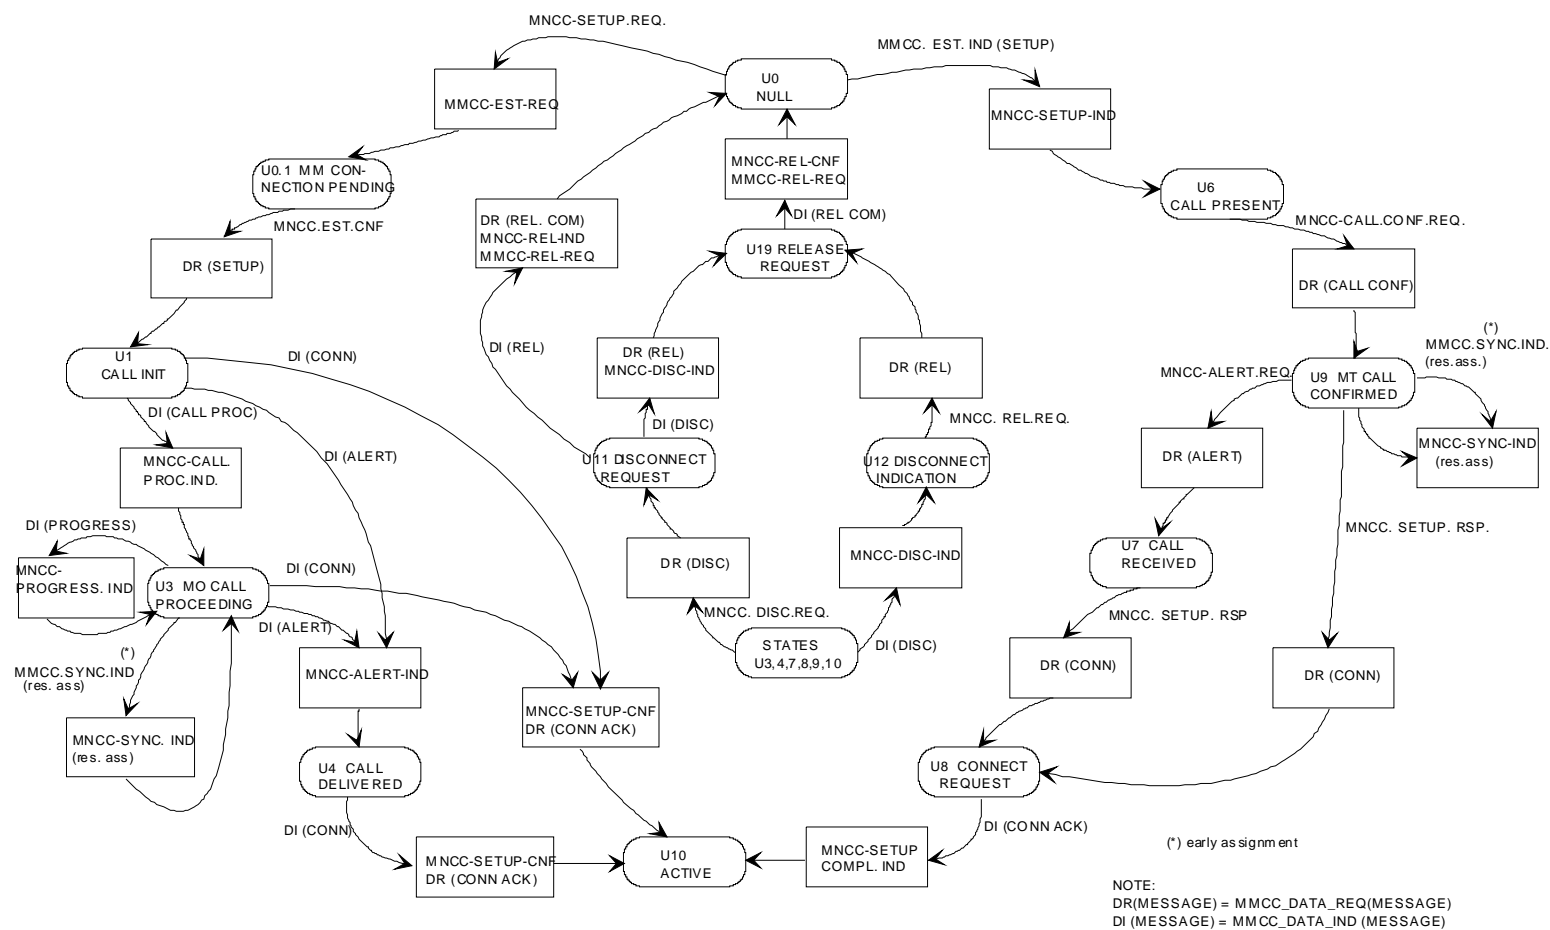 MNCC-SETUP.REQ.
MMCC. EST. IND (SETUP)
U0
NULL
MMCC-EST-REQ
MNCC-SETUP-IND
MNCC-REL-CNF
MMCC-REL-REQ
U0.1 MM CON-
NECTION PENDING
U6
CALL PRESENT
MNCC.EST.CNF
DR (REL. COM)
MNCC-REL-IND
MMCC-REL-REQ
DI (REL COM)
MNCC-CALL.CONF.REQ.
DR (SETUP)
U19 RELEASE
REQUEST
DR (CALL CONF)
(*)
MMCC.SYNC.IND.
(res.ass.)
U1
CALL INIT
DI (CONN)
DI (REL)
DR (REL)
MNCC-DISC-IND
DR (REL)
MNCC-ALERT.REQ.
U9 MT CALL
CONFIRMED
DI (CALL PROC)
DI (DISC)
MNCC. REL.REQ.
MNCC-CALL.
PROC.IND.
DI (ALERT)
U11 DISCONNECT
REQUEST
U12 DISCONNECT
INDICATION
DR (ALERT)
MNCC-SYNC-IND
(res.ass)
DI (PROGRESS)
MNCC. SETUP. RSP.
MNCC-
PROGRESS. IND
U3 MO CALL
PROCEEDING
DI (CONN)
DR (DISC)
MNCC-DISC-IND
U7 CALL
RECEIVED
DI (ALERT)
MNCC. DISC.REQ.
STATES
U3,4,7,8,9,10
DI (DISC)
MNCC. SETUP. RSP
(*)
MMCC.SYNC.IND
(res. ass)
MNCC-ALERT-IND
DR (CONN)
DR (CONN)
MNCC-SETUP-CNF
DR (CONN ACK)
MNCC-SYNC. IND
(res. ass)
U4 CALL
DELIVERED
U8 CONNECT
REQUEST
DI (CONN)
DI (CONN ACK)
MNCC-SETUP-CNF
DR (CONN ACK)
U10
ACTIVE
MNCC-SETUP
COMPL. IND
(*) early assignment
NOTE:
DR(MESSAGE) = MMCC_DATA_REQ(MESSAGE)
DI (MESSAGE) = MMCC_DATA_IND (MESSAGE)